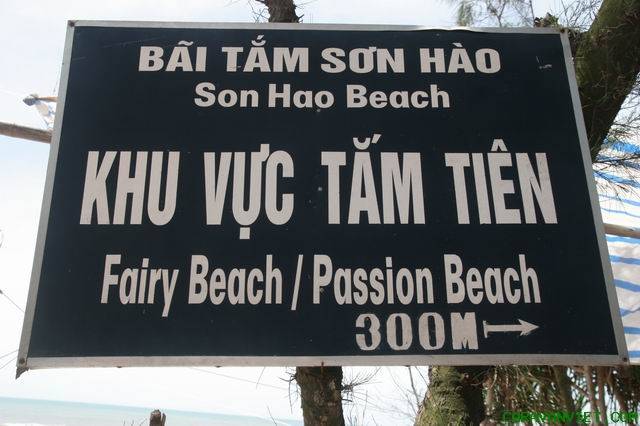 BÃI TẮM SƠN HÀO
Son Hao Beach
KHU VỰC TẮM TIÊN
Fairy Beach / Passion Beach
300M →